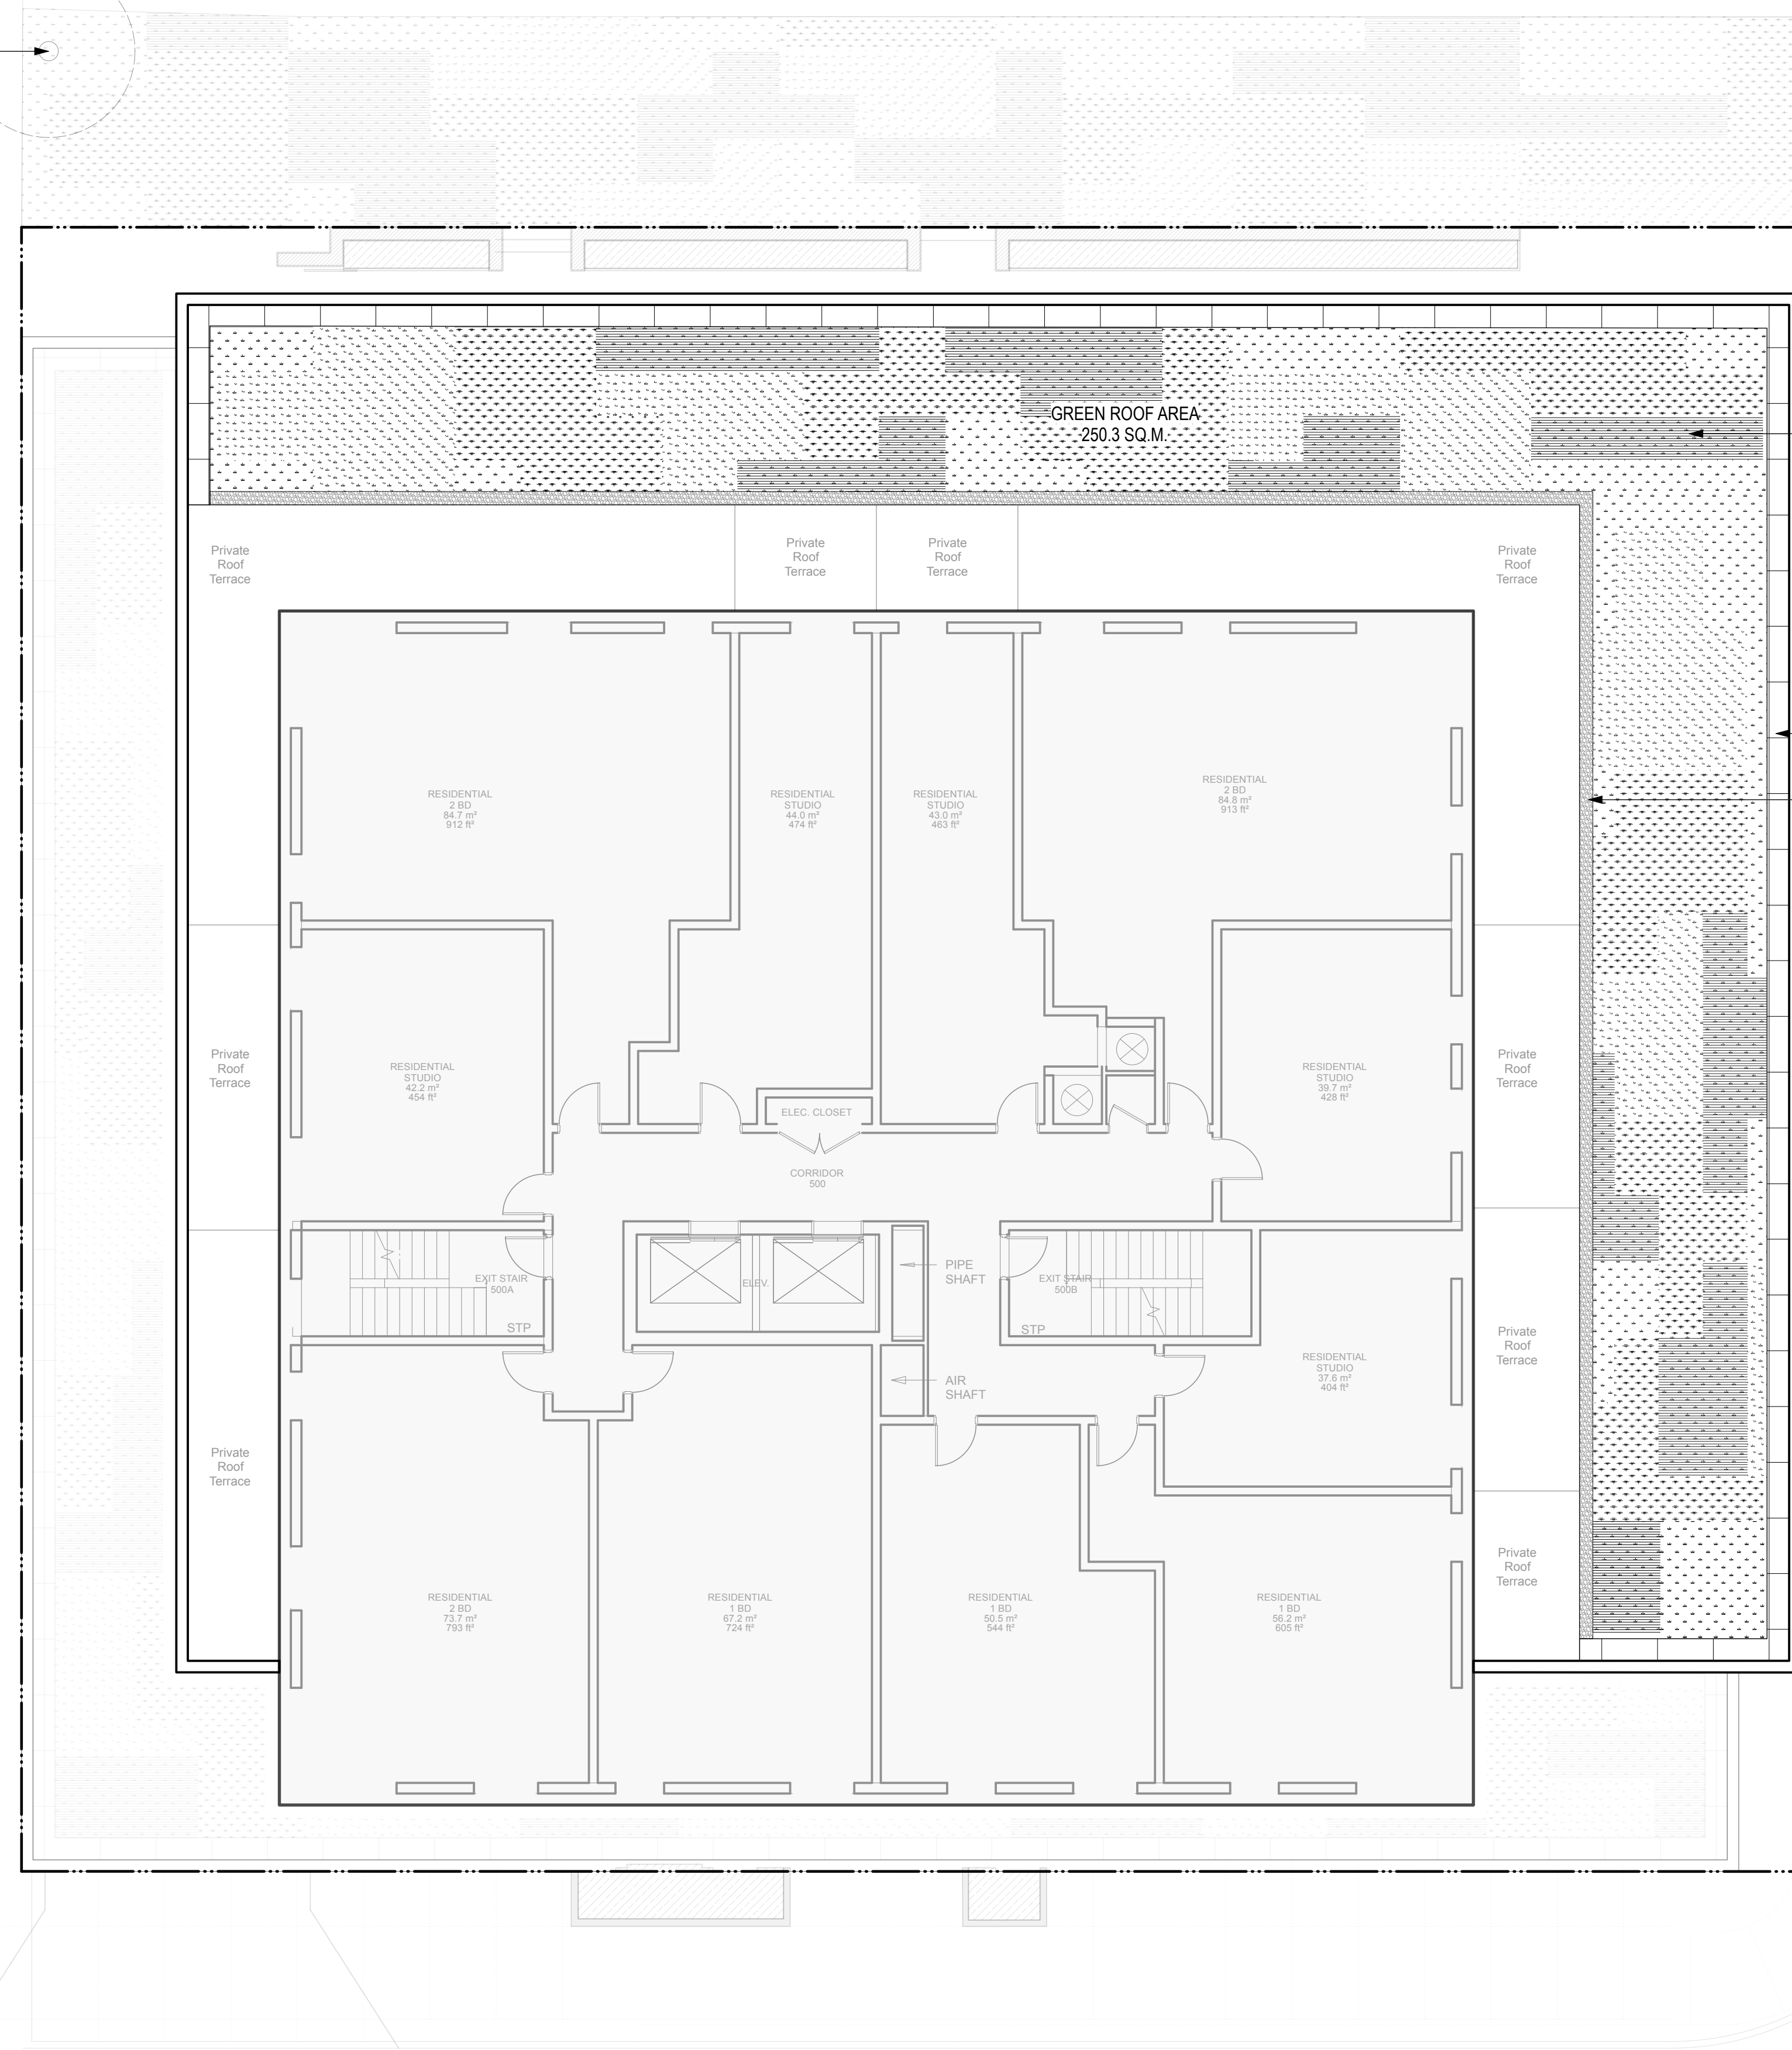 GREEN ROOF AREA
250.3 SQ.M.
Private
Roof
Terrace
Private
Roof
Terrace
Private
Roof
Terrace
Private
Roof
Terrace
RESIDENTIAL
2 BD
84.7 m²
912 ft²
RESIDENTIAL
STUDIO
44.0 m²
474 ft²
RESIDENTIAL
STUDIO
43.0 m²
463 ft²
RESIDENTIAL
2 BD
84.8 m²
913 ft²
Private
Roof
Terrace
RESIDENTIAL
STUDIO
42.2 m²
454 ft²
RESIDENTIAL
STUDIO
39.7 m²
428 ft²
Private
Roof
Terrace
ELEC. CLOSET
CORRIDOR
500
EXIT STAIR
500A
STP
ELEV.
PIPE
SHAFT
EXIT STAIR
500B
STP
AIR
SHAFT
RESIDENTIAL
STUDIO
37.6 m²
404 ft²
Private
Roof
Terrace
Private
Roof
Terrace
RESIDENTIAL
2 BD
73.7 m²
793 ft²
RESIDENTIAL
1 BD
67.2 m²
724 ft²
RESIDENTIAL
1 BD
50.5 m²
544 ft²
RESIDENTIAL
1 BD
56.2 m²
605 ft²
Private
Roof
Terrace